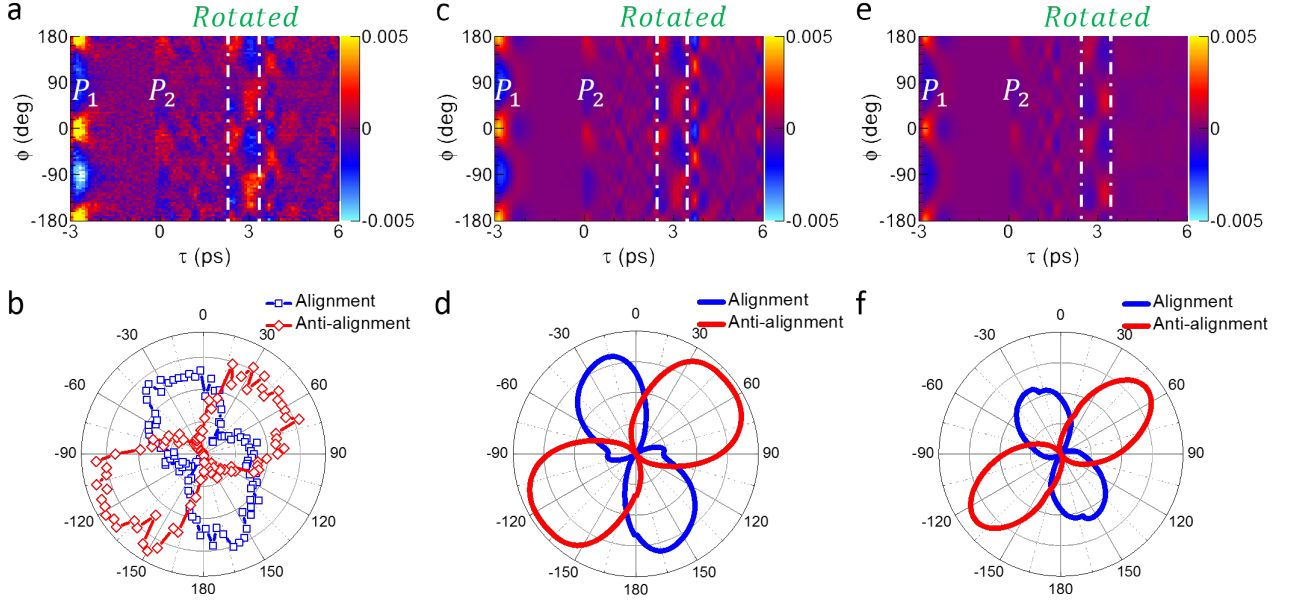 a
Rotated
180
90
0
-90
-180
ϕ (deg)
P1
P2
0.005
0
-0.005
-3 0 3 6
τ (ps)
c
Rotated
180
90
0
-90
-180
ϕ (deg)
P1
P2
0.005
0
-0.005
-3 0 3 6
τ (ps)
e
Rotated
180
90
0
-90
-180
ϕ (deg)
P1
P2
0.005
0
-0.005
-3 0 3 6
τ (ps)
b
Alignment
Anti-alignment
0
-30 30
-60 60
-90 90
-120 120
-150 150
180
d
Alignment
Anti-alignment
0
-30 30
-60 60
-90 90
-120 120
-150 150
180
f
Alignment
Anti-alignment
0
-30 30
-60 60
-90 90
-120 120
-150 150
180